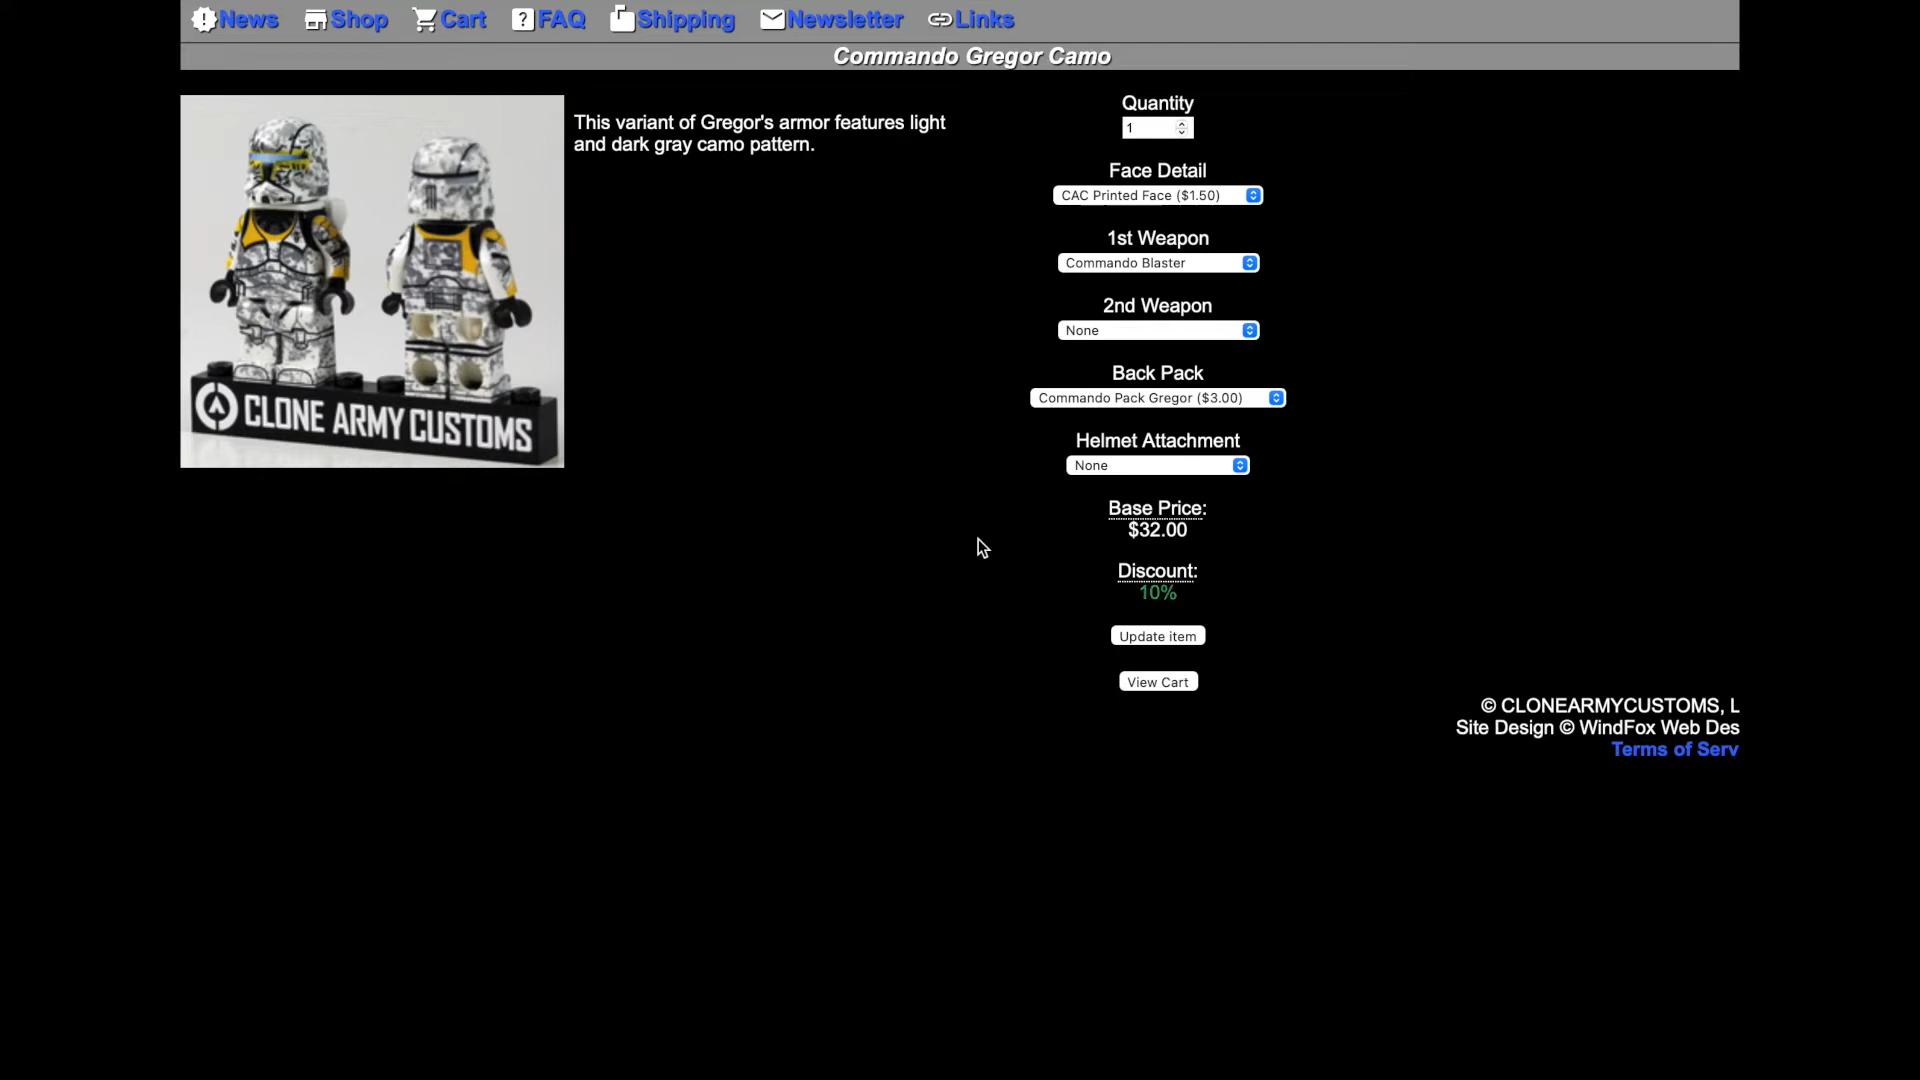 News Shop Cart FAQ Shipping Newsletter Links
Commando Gregor Camo
This variant of Gregor's armor features light
and dark gray camo pattern.
CLONE ARMY CUSTOMS
Quantity
1
Face Detail
CAC Printed Face ($1.50)
1st Weapon
Commando Blaster
2nd Weapon
None
Back Pack
Commando Pack Gregor ($3.00)
Helmet Attachment
None
Base Price:
$32.00
Discount:
10%
Update item
View Cart
© CLONEARMYCUSTOMS, L
Site Design © WindFox Web Des
Terms of Serv